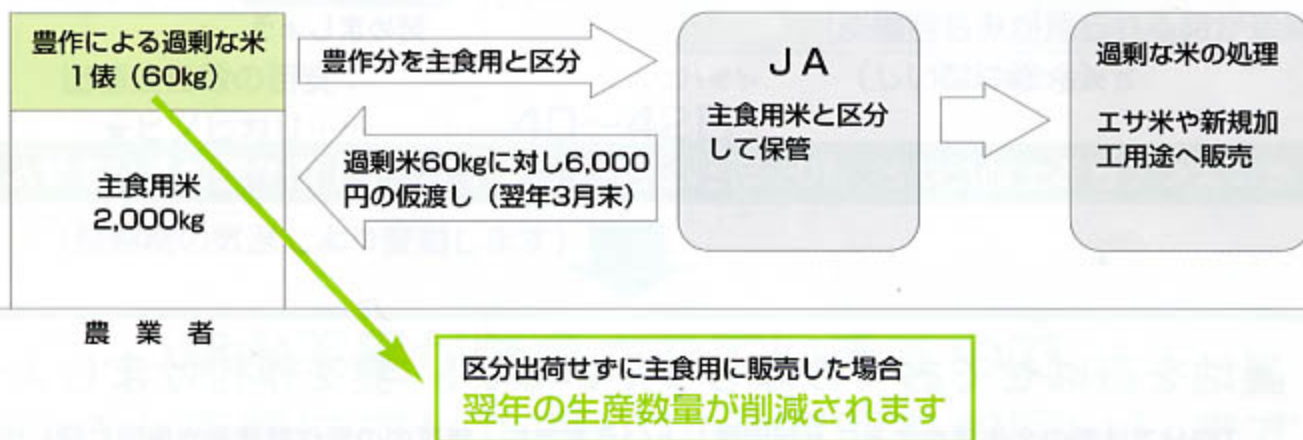 豊作による過剰な米
1俵（60kg）
主食用米
2,000kg
農業者
豊作分を主食用と区分
過剰米60kgに対し6,000
円の仮渡し（翌年3月末）
JA
主食用米と区分
して保管
過剰な米の処理
エサ米や新規加
工用途へ販売
区分出荷せずに主食用に販売した場合
翌年の生産数量が削減されます